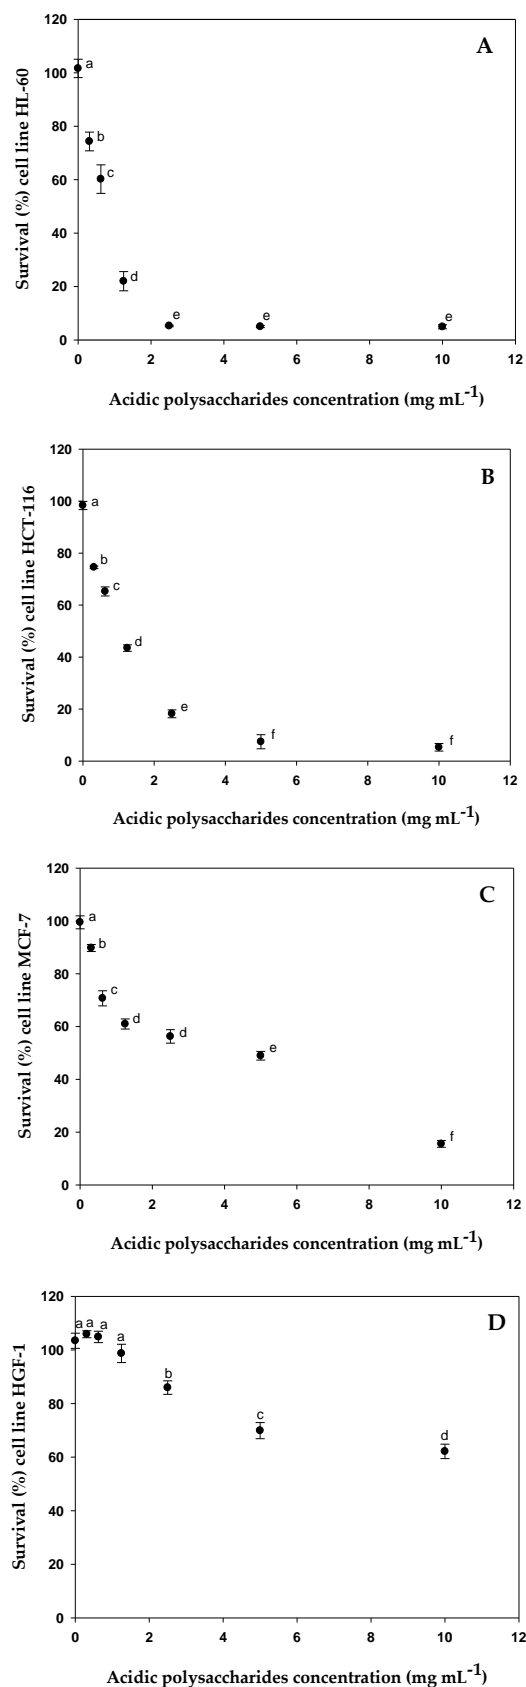 A
120
100
80
60
40
20
0
a
b
c
d
e
e
e
0 2 4 6 8 10 12
Survival (%) cell line HL-60
Acidic polysaccharides concentration (mg mL-1)
B
120
100
80
60
40
20
0
a
b
c
d
e
f
f
0 2 4 6 8 10 12
Survival (%) cell line HCT-116
Acidic polysaccharides concentration (mg mL-1)
C
120
100
80
60
40
20
0
a
b
c
d
d
e
f
0 2 4 6 8 10 12
Survival (%) cell line MCF-7
Acidic polysaccharides concentration (mg mL-1)
D
120
100
80
60
40
20
0
a a a
a
b
c
d
0 2 4 6 8 10 12
Survival (%) cell line HGF-1
Acidic polysaccharides concentration (mg mL-1)